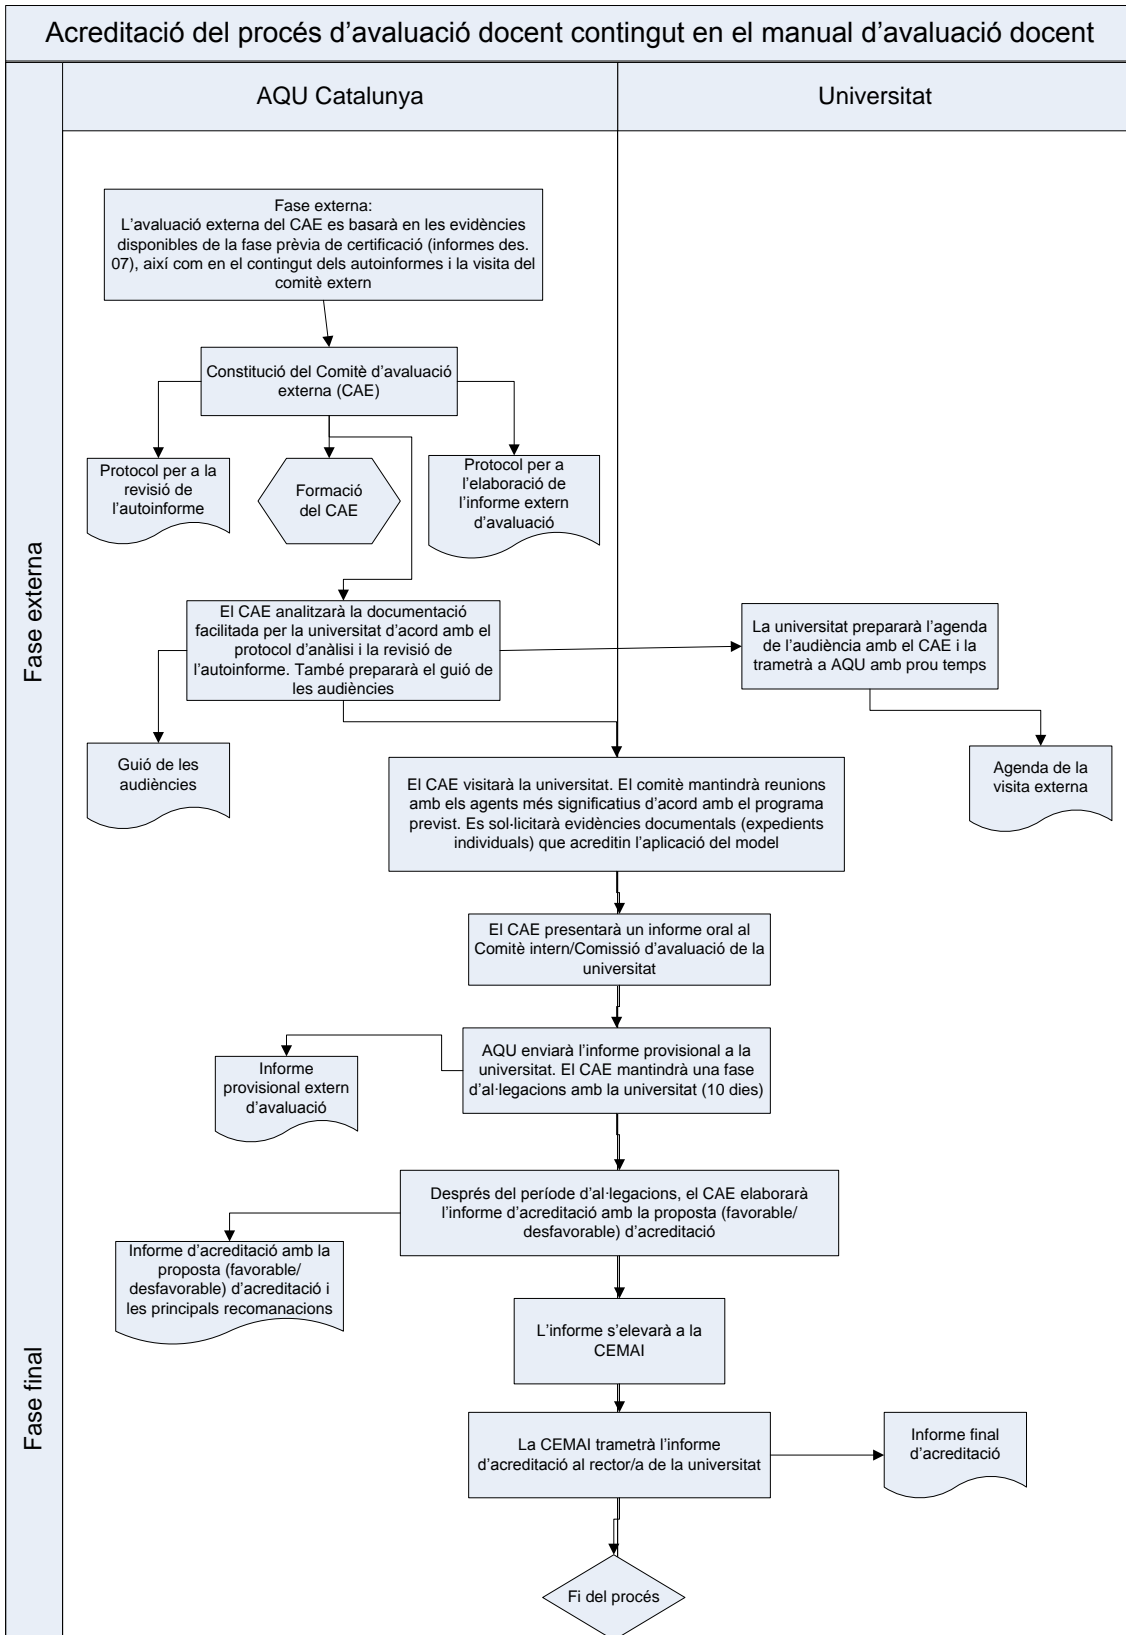 Acreditació del procés d’avaluació docent contingut en el manual d’avaluació docent
AQU Catalunya
Universitat
Fase externa
Fase externa:
L’avaluació externa del CAE es basarà en les evidències
disponibles de la fase prèvia de certificació (informes des.
07), així com en el contingut dels autoinformes i la visita del
comitè extern
Constitució del Comitè d’avaluació
externa (CAE)
Protocol per a la
revisió de
l’autoinforme
Formació
del CAE
Protocol per a
l’elaboració de
l’informe extern
d’avaluació
El CAE analitzarà la documentació
facilitada per la universitat d’acord amb el
protocol d’anàlisi i la revisió de
l’autoinforme. També prepararà el guió de
les audiències
La universitat prepararà l’agenda
de l’audiència amb el CAE i la
trametrà a AQU amb prou temps
Guió de les
audiències
Agenda de la
visita externa
El CAE visitarà la universitat. El comitè mantindrà reunions
amb els agents més significatius d’acord amb el programa
previst. Es sol·licitarà evidències documentals (expedients
individuals) que acreditin l’aplicació del model
El CAE presentarà un informe oral al
Comitè intern/Comissió d’avaluació de la
universitat
AQU enviarà l’informe provisional a la
universitat. El CAE mantindrà una fase
d’al·legacions amb la universitat (10 dies)
Informe
provisional extern
d’avaluació
Fase final
Després del període d’al·legacions, el CAE elaborarà
l’informe d’acreditació amb la proposta (favorable/
desfavorable) d’acreditació
Informe d’acreditació amb la
proposta (favorable/
desfavorable) d’acreditació i
les principals recomanacions
L’informe s’elevarà a la
CEMAI
La CEMAI trametrà l’informe
d’acreditació al rector/a de la universitat
Informe final
d’acreditació
Fi del procés